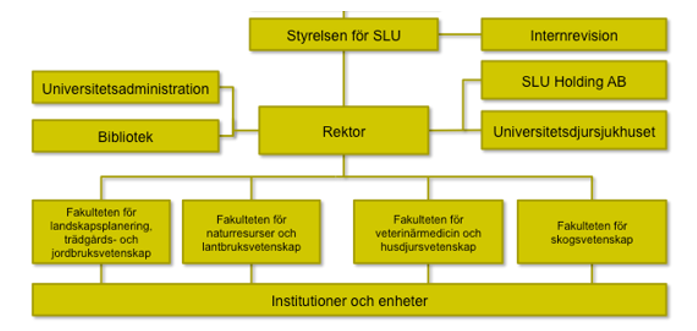 Styrelsen för SLU
Internrevision
Universitetsadministration
SLU Holding AB
Bibliotek
Rektor
Universitetsdjursjukhuset
Fakulteten för
landskapsplanering,
trädgårds- och
jordbruksvetenskap
Fakulteten för
naturresurser och
lantbruksvetenskap
Fakulteten för
veterinärmedicin och
husdjursvetenskap
Fakulteten för
skogsvetenskap
Institutioner och enheter